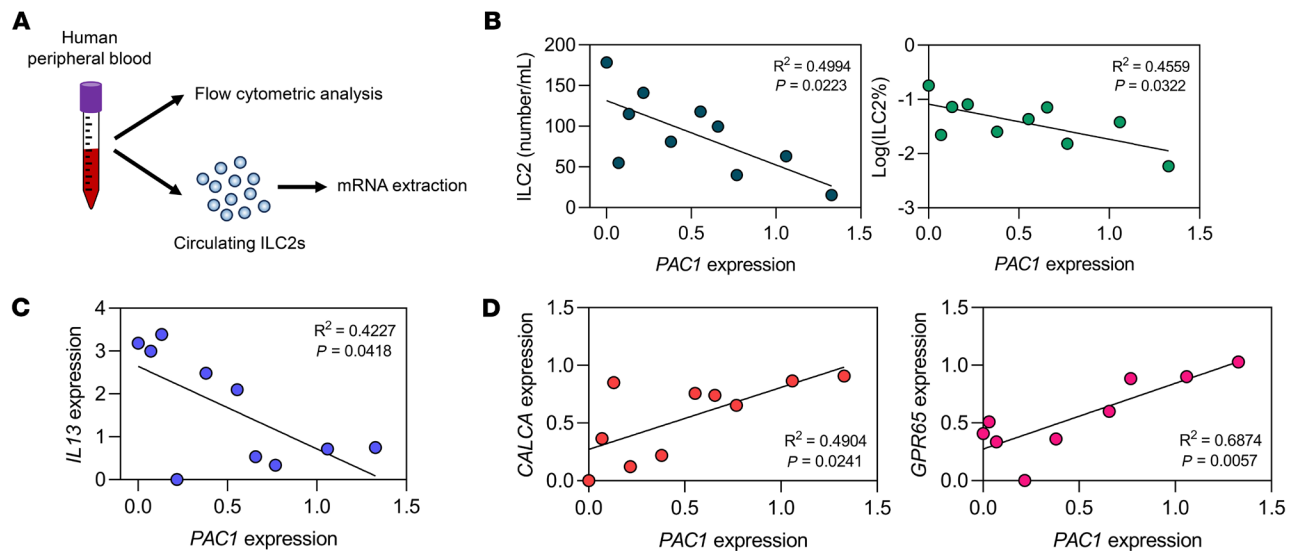 A
Human
peripheral blood
Flow cytometric analysis
mRNA extraction
Circulating ILC2s
B
ILC2 (number/mL)
200
150
100
50
0
R² = 0.4994
P = 0.0223
0.0 0.5 1.0 1.5
PAC1 expression
Log(ILC2%)
0
-1
-2
-3
R² = 0.4559
P = 0.0322
0.0 0.5 1.0 1.5
PAC1 expression
C
IL13 expression
4
3
2
1
0
R² = 0.4227
P = 0.0418
0.0 0.5 1.0 1.5
PAC1 expression
D
CALCA expression
1.5
1.0
0.5
0.0
R² = 0.4904
P = 0.0241
0.0 0.5 1.0 1.5
PAC1 expression
GPR65 expression
1.5
1.0
0.5
0.0
R² = 0.6874
P = 0.0057
0.0 0.5 1.0 1.5
PAC1 expression